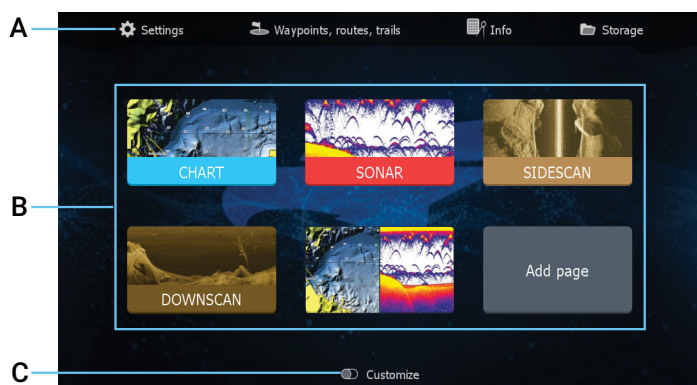 A
Settings
Waypoints, routes, trails
Info
Storage
CHART
SONAR
SIDESCAN
B
DOWNSCAN
Add page
C
Customize